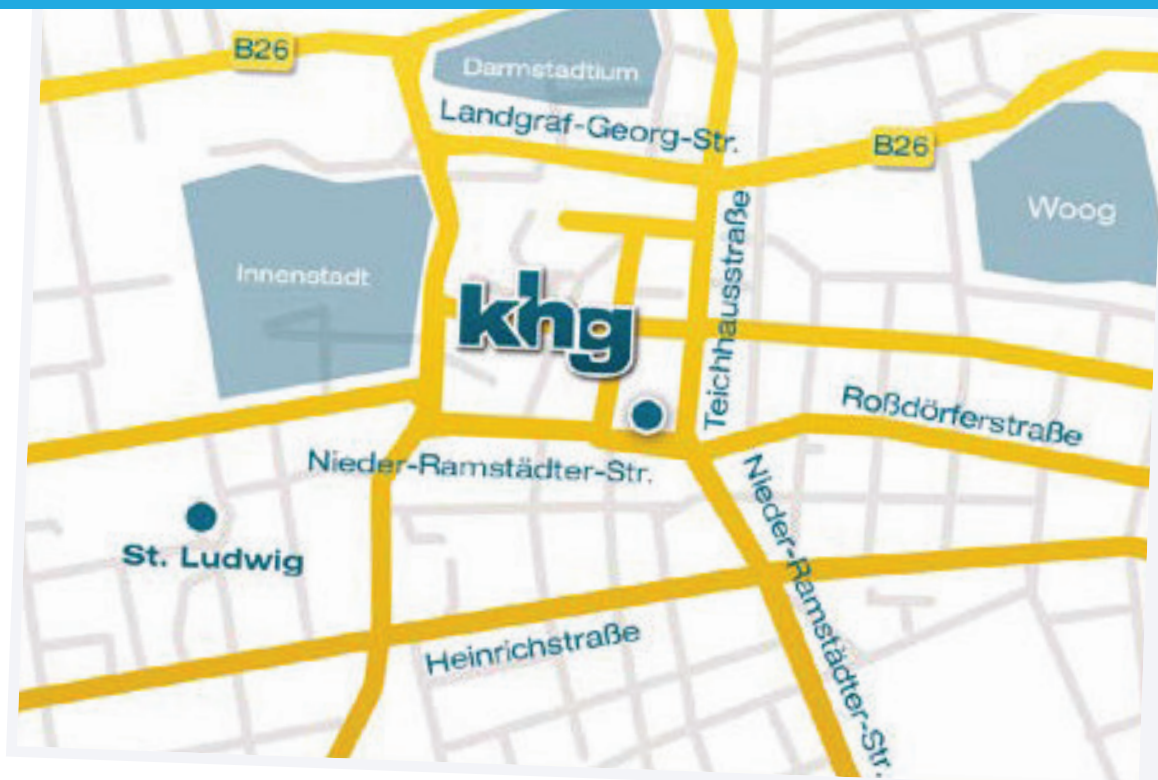 B26
Darmstadtium
Landgraf-Georg-Str.
B26
Woog
Teichhausstraße
Innenstadt
khg
Roßdörferstraße
Nieder-Ramstädter-Str.
Nieder-Ramstädter-Str.
St. Ludwig
Heinrichstraße